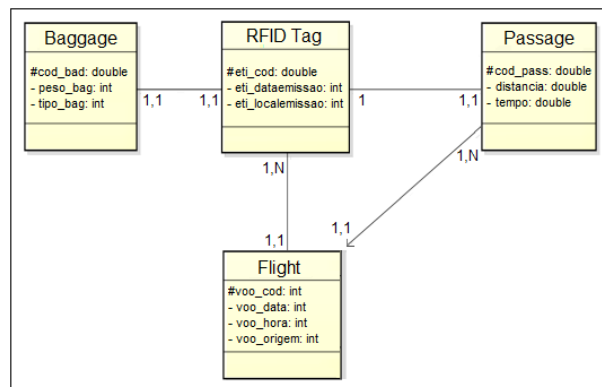 Baggage
#cod_bad: double
- peso_bag: int
- tipo_bag: int
1,1
1,1
RFID Tag
#eti_cod: double
- eti_dataemissao: int
- eti_localemissao: int
1
1,1
Passage
#cod_pass: double
- distancia: double
- tempo: double
1,N
1,N
1,1
1,1
Flight
#voo_cod: int
- voo_data: int
- voo_hora: int
- voo_origem: int